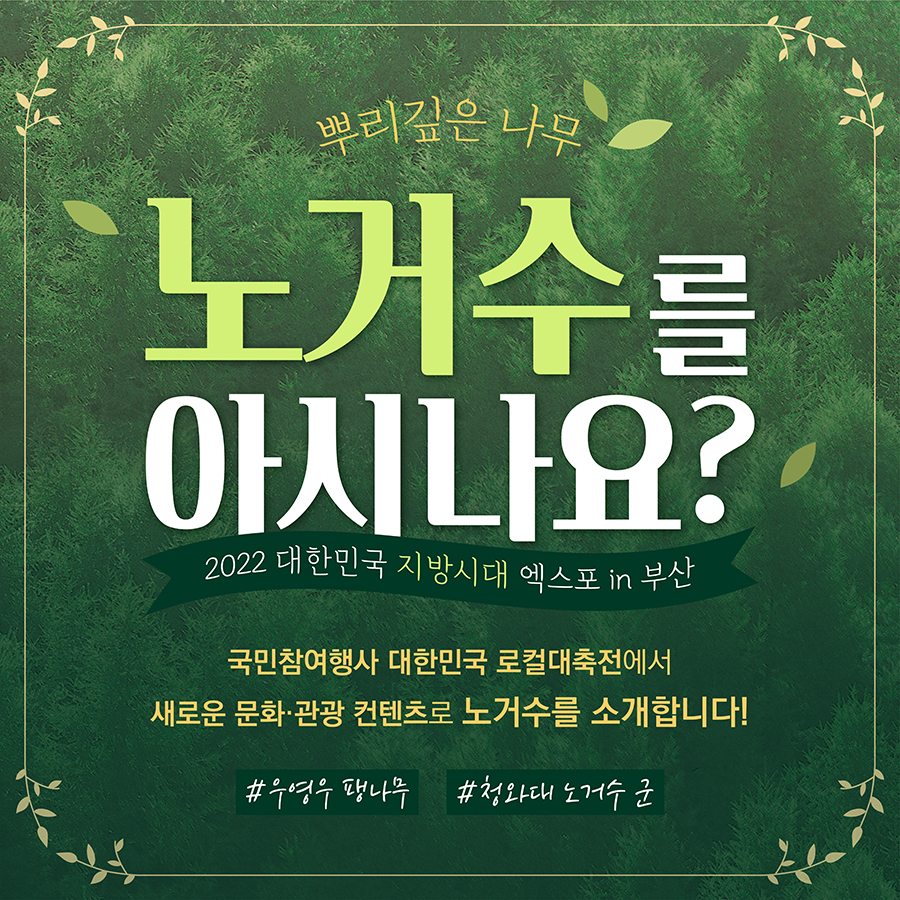 뿌리깊은 나무
노거수를
아시나요?
2022 대한민국 지방시대 엑스포 in 부산
국민참여행사 대한민국 로컬대축전에서
새로운 문화·관광 컨텐츠로 노거수를 소개합니다!
#우영우 팽나무 #청와대 노거수 군